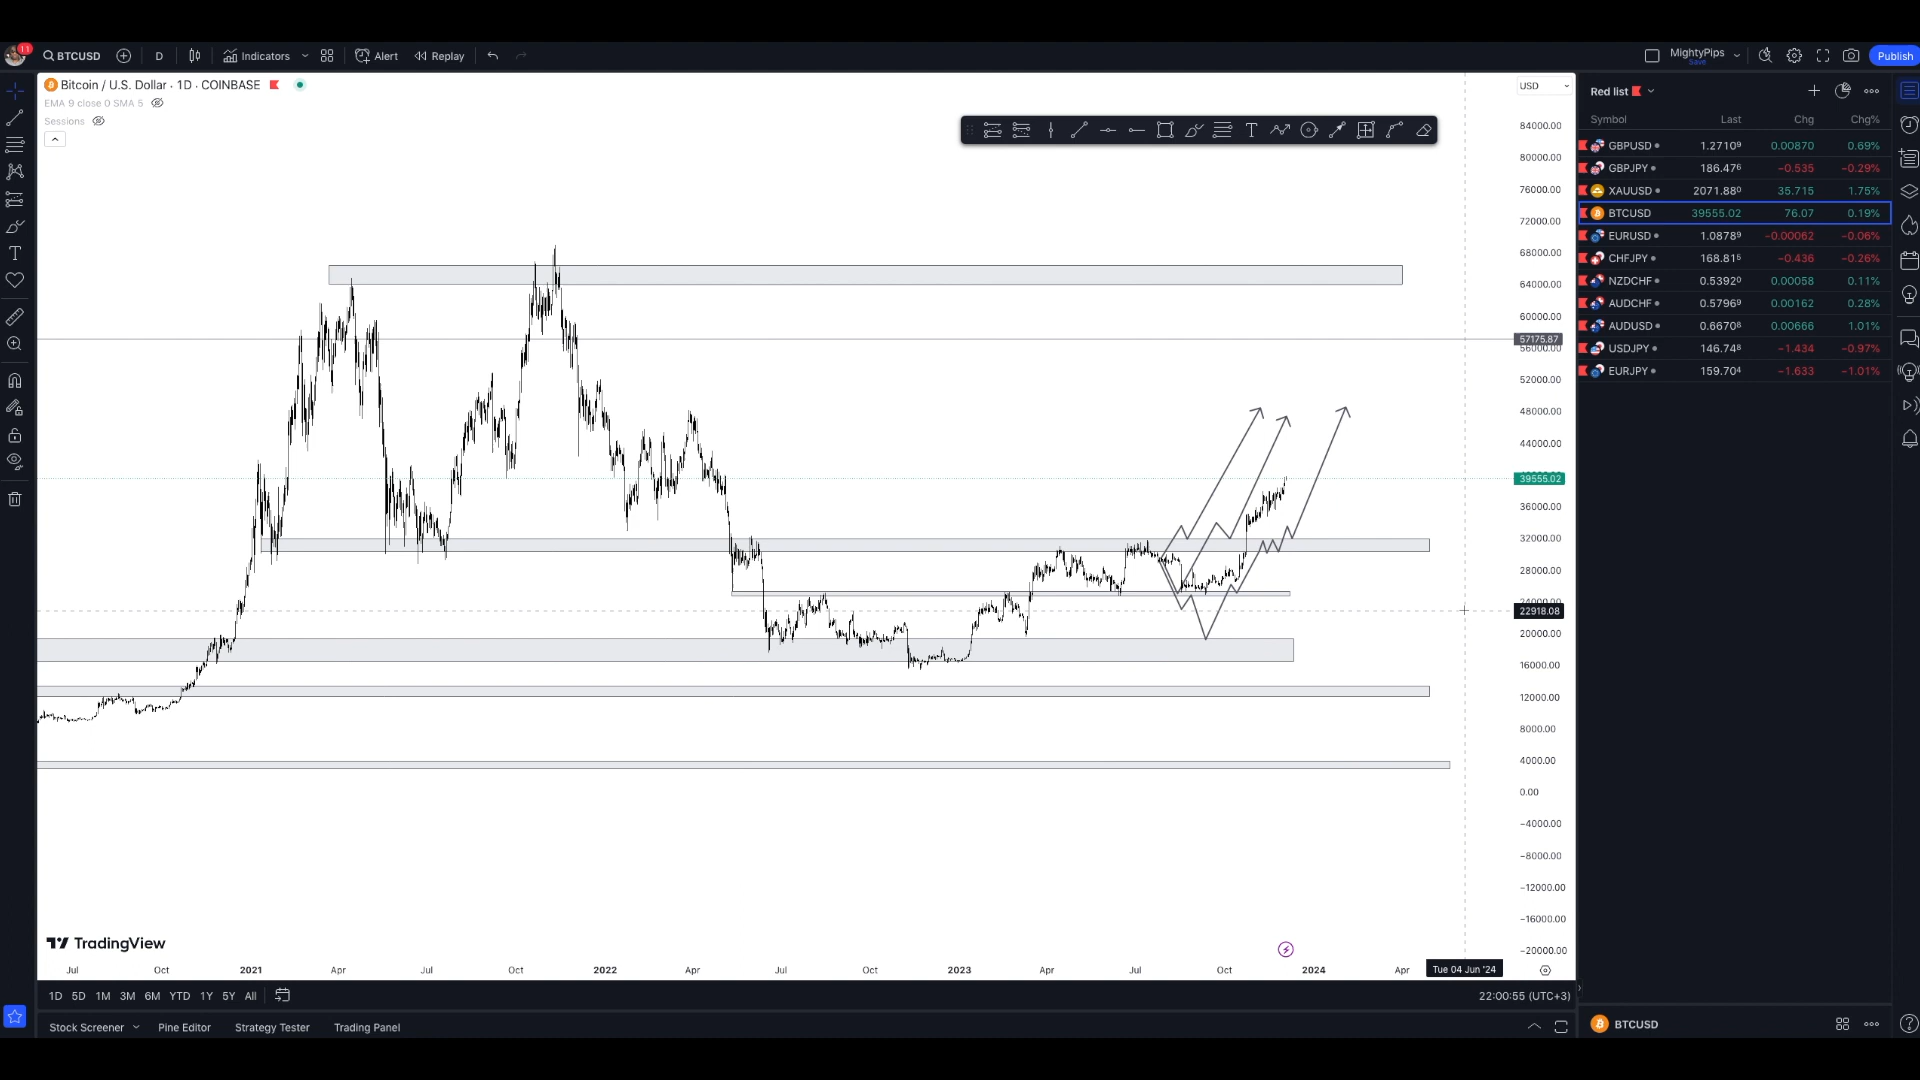 11
BTCUSD D Indicators Alert Replay MightyPips Save Publish
Bitcoin / U.S. Dollar · 1D · COINBASE
EMA 9 close 0 SMA 5
Sessions
USD
84000.00
80000.00
76000.00
72000.00
68000.00
64000.00
60000.00
57175.87
56000.00
52000.00
48000.00
44000.00
39555.02
36000.00
32000.00
28000.00
24000.00
22918.08
20000.00
16000.00
12000.00
8000.00
4000.00
0.00
−4000.00
−8000.00
−12000.00
−16000.00
−20000.00
TradingView
Jul Oct 2021 Apr Jul Oct 2022 Apr Jul Oct 2023 Apr Jul Oct 2024 Apr Tue 04 Jun '24
1D 5D 1M 3M 6M YTD 1Y 5Y All 22:00:55 (UTC+3)
Stock Screener Pine Editor Strategy Tester Trading Panel
Red list
Symbol Last Chg Chg%
GBPUSD 1.27109 0.00870 0.69%
GBPJPY 186.476 −0.535 −0.29%
XAUUSD 2071.880 35.715 1.75%
BTCUSD 39555.02 76.07 0.19%
EURUSD 1.08789 −0.00062 −0.06%
CHFJPY 168.815 −0.436 −0.26%
NZDCHF 0.53920 0.00058 0.11%
AUDCHF 0.57969 0.00162 0.28%
AUDUSD 0.66708 0.00666 1.01%
USDJPY 146.748 −1.434 −0.97%
EURJPY 159.704 −1.633 −1.01%
BTCUSD